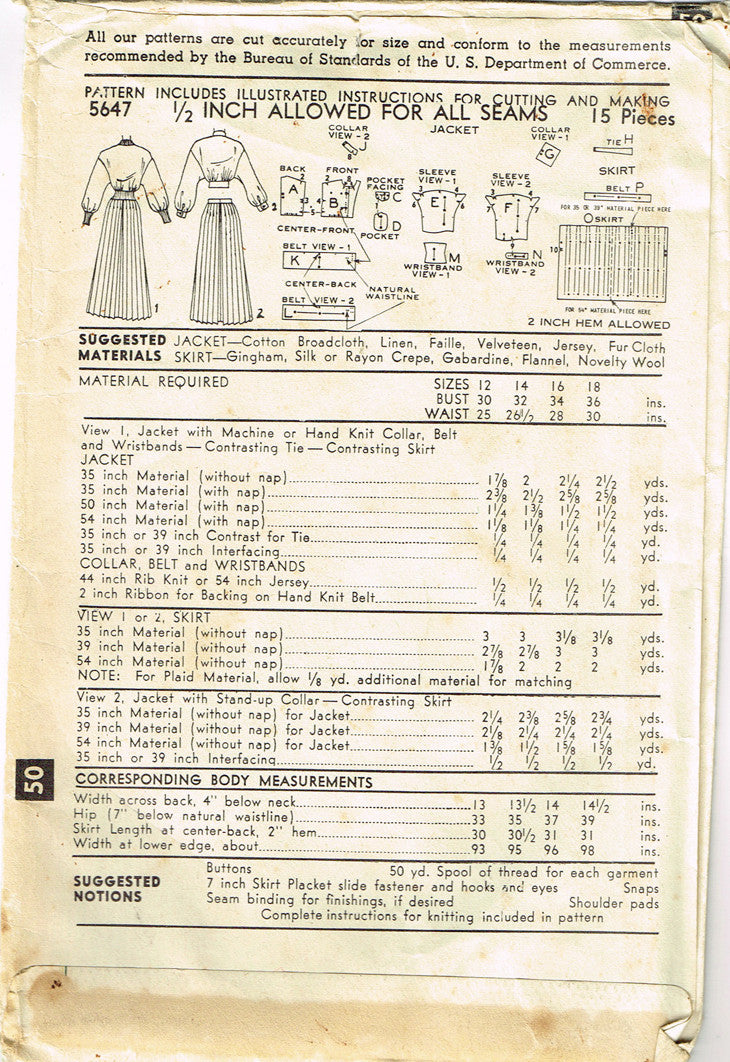 All our patterns are cut accurately for size and conform to the measurements
recommended by the Bureau of Standards of the U. S. Department of Commerce.
PATTERN INCLUDES ILLUSTRATED INSTRUCTIONS FOR CUTTING AND MAKING
5647 1/2 INCH ALLOWED FOR ALL SEAMS 15 Pieces
COLLAR VIEW-2
JACKET
COLLAR VIEW-1
G
TIE H
SKIRT
BACK
A
FRONT
B
POCKET FACING
C
D
POCKET
SLEEVE VIEW-1
E
SLEEVE VIEW-2
F
BELT P
FOR 35 OR 39" MATERIAL PIECE HERE
O SKIRT
10
CENTER-FRONT
BELT VIEW-1
K
CENTER-BACK
NATURAL WAISTLINE
BELT VIEW-2
L
M
WRISTBAND VIEW-1
N
WRISTBAND VIEW-2
FOR 54" MATERIAL PIECE HERE
1
2
2 INCH HEM ALLOWED
SUGGESTED JACKET—Cotton Broadcloth, Linen, Faille, Velveteen, Jersey, Fur Cloth
MATERIALS SKIRT—Gingham, Silk or Rayon Crepe, Gabardine, Flannel, Novelty Wool
MATERIAL REQUIRED SIZES 12 14 16 18
BUST 30 32 34 36 ins.
WAIST 25 26 1/2 28 30 ins.
View 1, Jacket with Machine or Hand Knit Collar, Belt
and Wristbands — Contrasting Tie — Contrasting Skirt
JACKET
35 inch Material (without nap) 1 7/8 2 2 1/4 2 1/2 yds.
35 inch Material (with nap) 2 3/8 2 1/2 2 5/8 2 5/8 yds.
50 inch Material (with nap) 1 1/4 1 3/8 1 1/2 1 1/2 yds.
54 inch Material (with nap) 1 1/8 1 1/8 1 1/4 1 1/4 yds.
35 inch or 39 inch Contrast for Tie 1/4 1/4 1/4 1/4 yd.
35 inch or 39 inch Interfacing 1/4 1/4 1/4 1/4 yd.
COLLAR, BELT and WRISTBANDS
44 inch Rib Knit or 54 inch Jersey 1/2 1/2 1/2 1/2 yd.
2 inch Ribbon for Backing on Hand Knit Belt 1/4 1/4 1/4 1/4 yd.
VIEW 1 or 2, SKIRT
35 inch Material (without nap) 3 3 3 1/8 3 1/8 yds.
39 inch Material (without nap) 2 7/8 2 7/8 3 3 yds.
54 inch Material (without nap) 1 7/8 2 2 2 yds.
NOTE: For Plaid Material, allow 1/8 yd. additional material for matching
View 2, Jacket with Stand-up Collar — Contrasting Skirt
35 inch Material (without nap) for Jacket 2 1/4 2 3/8 2 5/8 2 3/4 yds.
39 inch Material (without nap) for Jacket 2 1/8 2 1/4 2 1/4 2 1/4 yds.
54 inch Material (without nap) for Jacket 1 3/8 1 1/2 1 5/8 1 5/8 yds.
35 inch or 39 inch Interfacing 1/2 1/2 1/2 1/2 yd.
50
CORRESPONDING BODY MEASUREMENTS
Width across back, 4" below neck 13 13 1/2 14 14 1/2 ins.
Hip (7" below natural waistline) 33 35 37 39 ins.
Skirt Length at center-back, 2" hem 30 30 1/2 31 31 ins.
Width at lower edge, about 93 95 96 98 ins.
SUGGESTED NOTIONS
Buttons 50 yd. Spool of thread for each garment
7 inch Skirt Placket slide fastener and hooks and eyes Snaps
Seam binding for finishings, if desired Shoulder pads
Complete instructions for knitting included in pattern